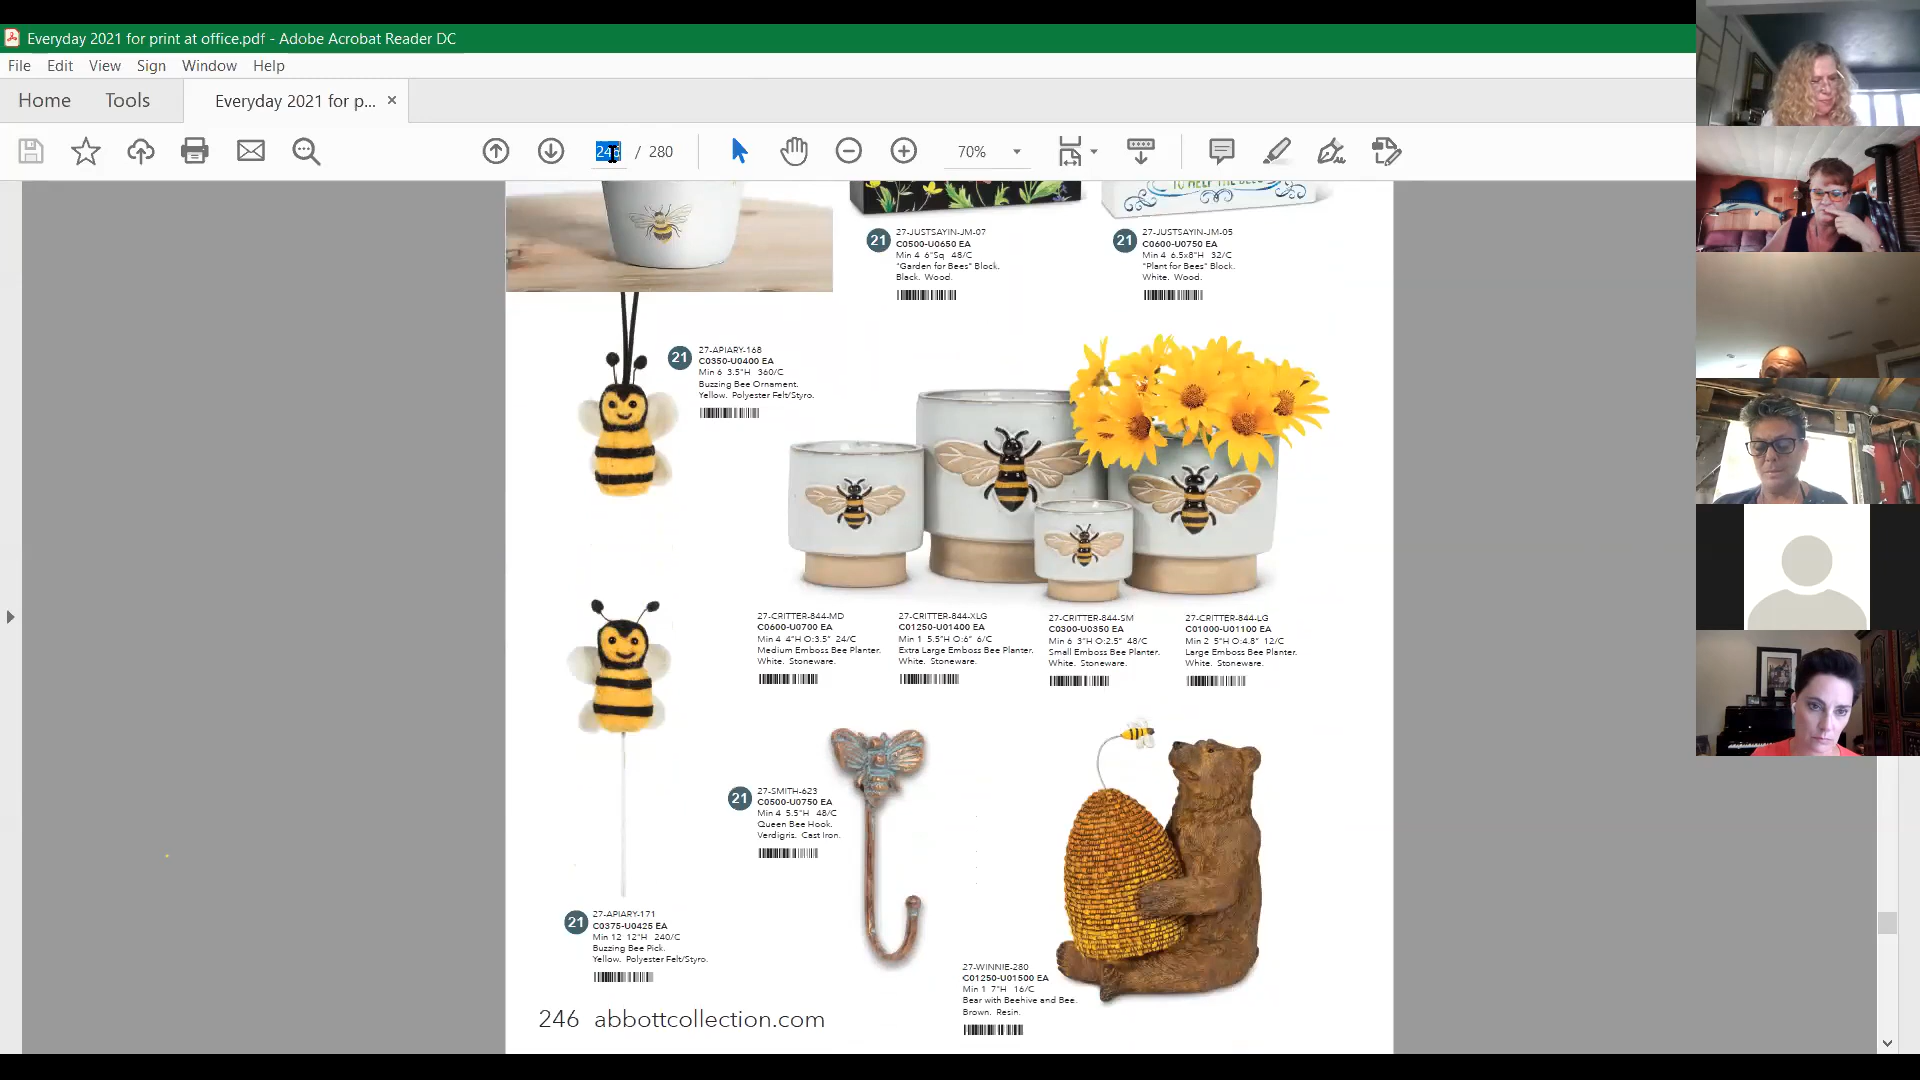 Everyday 2021 for print at office.pdf - Adobe Acrobat Reader DC
File Edit View Sign Window Help
Home Tools Everyday 2021 for p... ×
246 / 280 70%
TO HELP THE BEES
21 27-JUSTSAYIN-JM-07
C0500-U0650 EA
Min 4 6"Sq 48/C
"Garden for Bees" Block.
Black. Wood.
21 27-JUSTSAYIN-JM-05
C0600-U0750 EA
Min 4 6.5x8"H 32/C
"Plant for Bees" Block.
White. Wood.
21 27-APIARY-168
C0350-U0400 EA
Min 6 3.5"H 360/C
Buzzing Bee Ornament.
Yellow. Polyester Felt/Styro.
27-CRITTER-844-MD
C0600-U0700 EA
Min 4 4"H O:3.5" 24/C
Medium Emboss Bee Planter.
White. Stoneware.
27-CRITTER-844-XLG
C01250-U01400 EA
Min 1 5.5"H O:6" 6/C
Extra Large Emboss Bee Planter.
White. Stoneware.
27-CRITTER-844-SM
C0300-U0350 EA
Min 6 3"H O:2.5" 48/C
Small Emboss Bee Planter.
White. Stoneware.
27-CRITTER-844-LG
C01000-U01100 EA
Min 2 5"H O:4.8" 12/C
Large Emboss Bee Planter.
White. Stoneware.
21 27-SMITH-623
C0500-U0750 EA
Min 4 5.5"H 48/C
Queen Bee Hook.
Verdigris. Cast Iron.
21 27-APIARY-171
C0375-U0425 EA
Min 12 12"H 240/C
Buzzing Bee Pick.
Yellow. Polyester Felt/Styro.
27-WINNIE-280
C01250-U01500 EA
Min 1 7"H 16/C
Bear with Beehive and Bee.
Brown. Resin.
246 abbottcollection.com